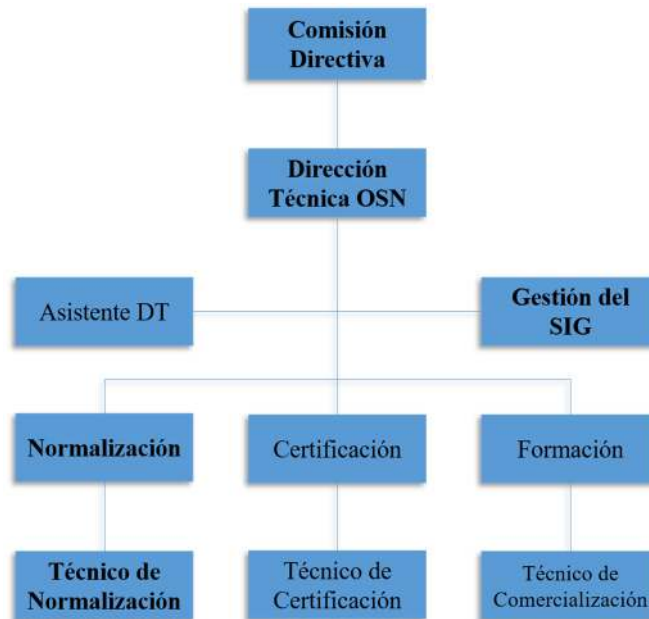 Comisión
Directiva
Dirección
Técnica OSN
Asistente DT
Gestión del
SIG
Normalización
Certificación
Formación
Técnico de
Normalización
Técnico de
Certificación
Técnico de
Comercialización